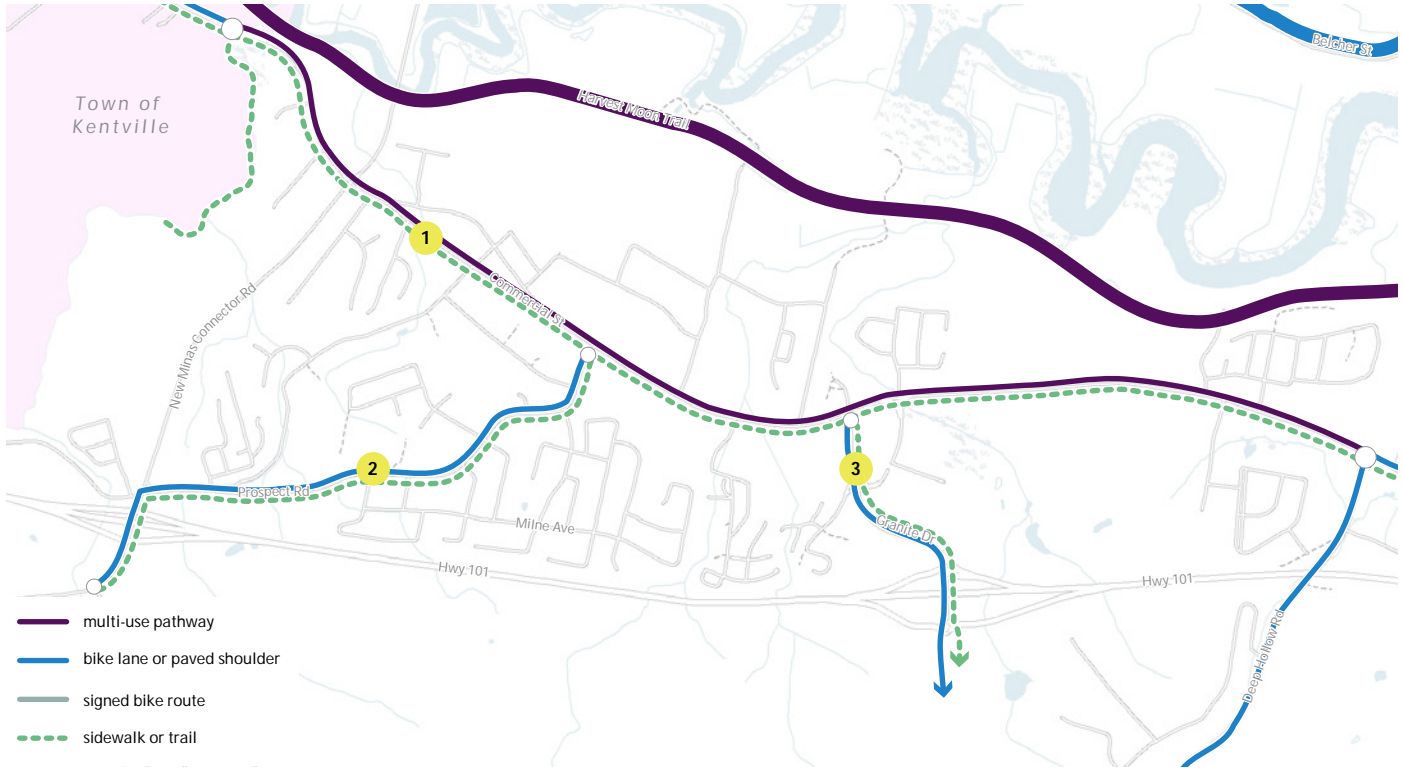 Belcher St
Town of
Kentville
Harvest Moon Trail
1
Commercial St
New Minas Connector Rd
2
3
Prospect Rd
Milne Ave
Granite Dr
Hwy 101
Hwy 101
Deep Hollow Rd
multi-use pathway
bike lane or paved shoulder
signed bike route
sidewalk or trail